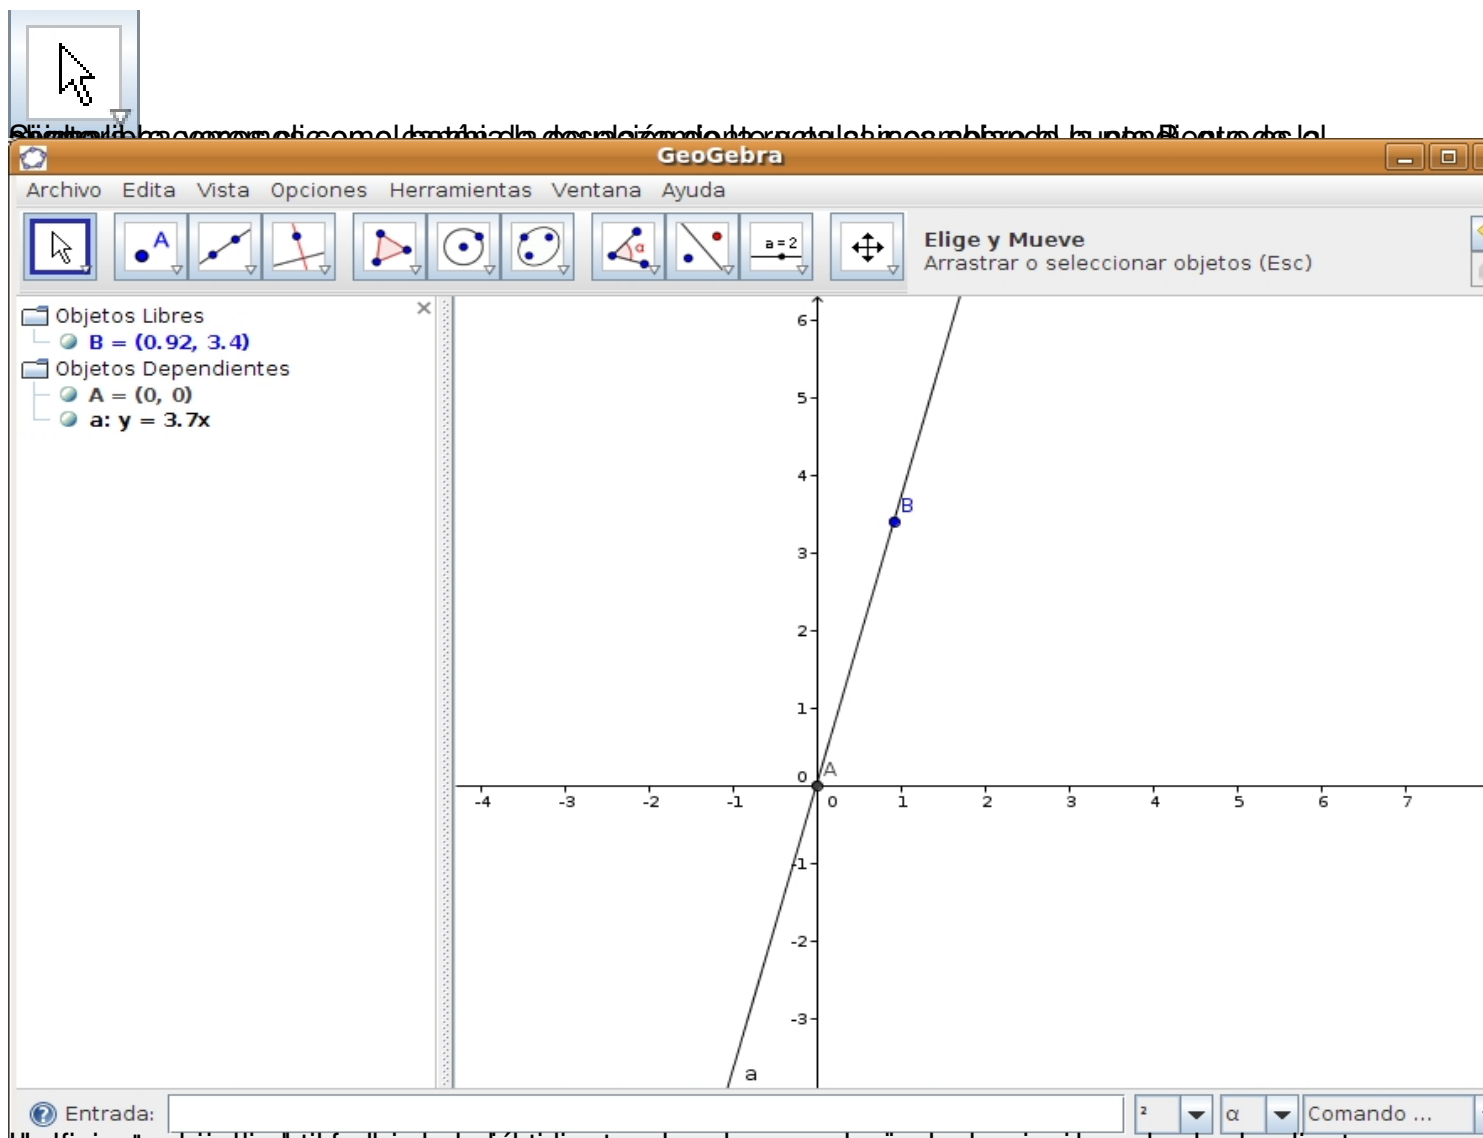 GeoGebra
Archivo Edita Vista Opciones Herramientas Ventana Ayuda
A
α
a = 2
Elige y Mueve
Arrastrar o seleccionar objetos (Esc)
Objetos Libres
B = (0.92, 3.4)
Objetos Dependientes
A = (0, 0)
a: y = 3.7x
6
5
4
B
3
2
1
0
A
-4 -3 -2 -1 0 1 2 3 4 5 6 7
-1
-2
-3
a
Entrada: ² α Comando ...